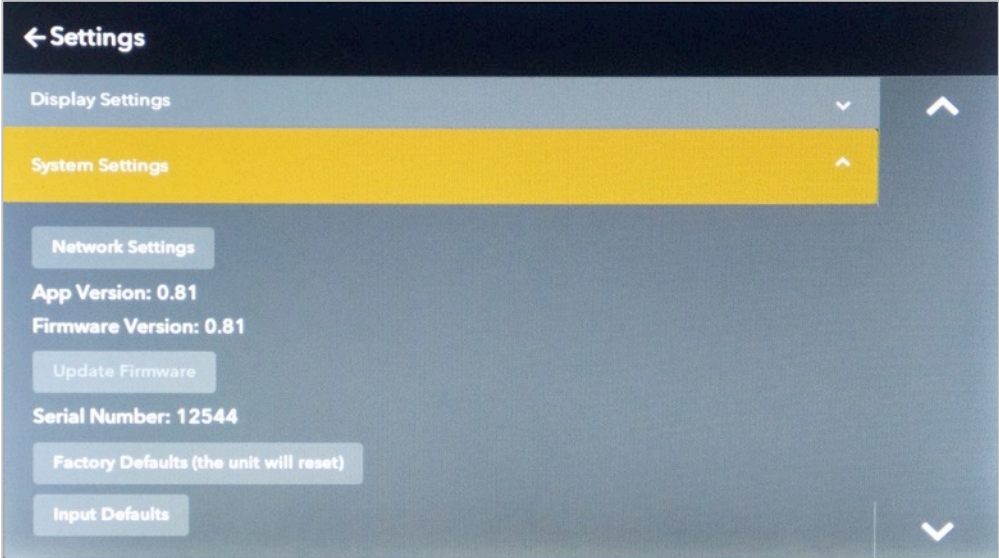 Settings
Display Settings
System Settings
Network Settings
App Version: 0.81
Firmware Version: 0.81
Update Firmware
Serial Number: 12544
Factory Defaults (the unit will reset)
Input Defaults